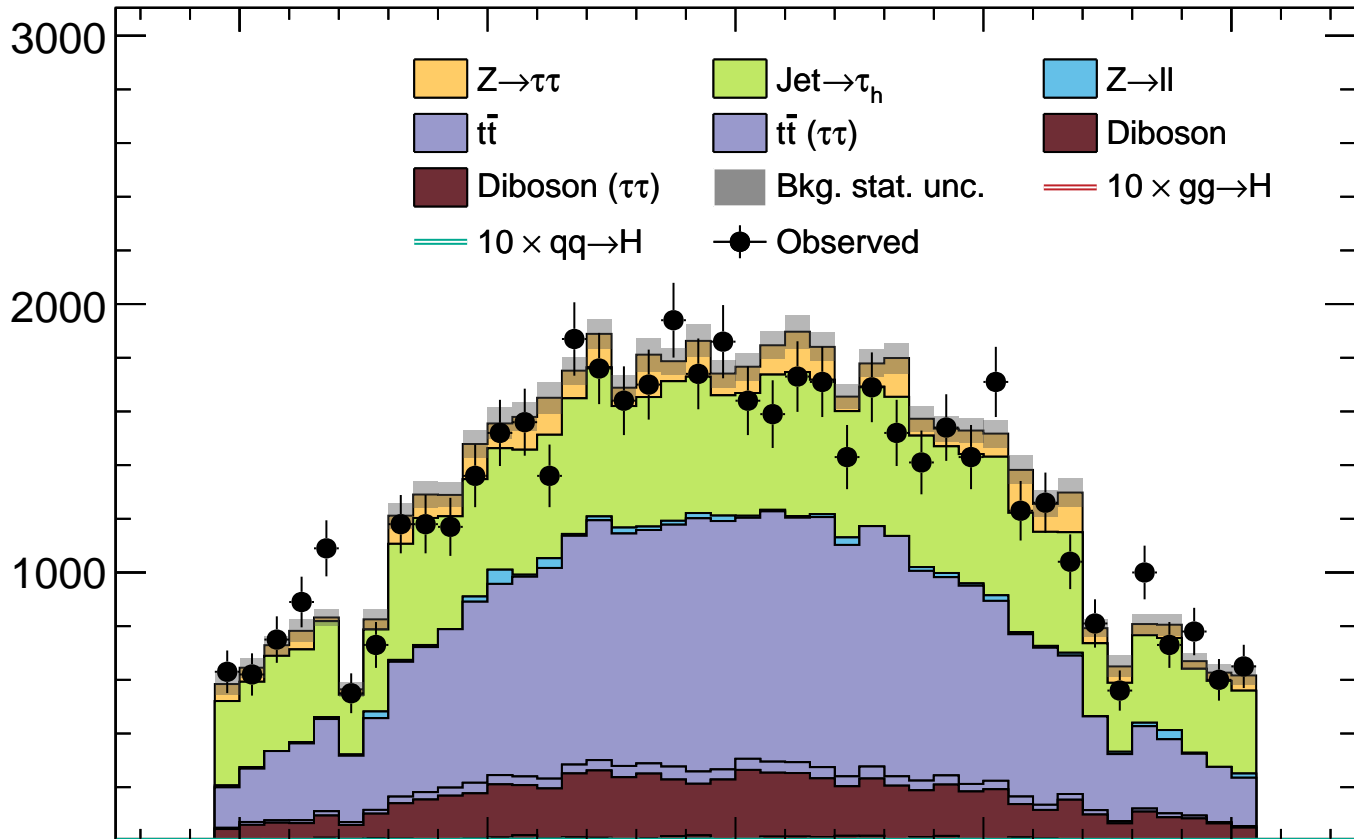 3000
Z→ττ Jet→τₕ Z→ll
tt̄ tt̄ (ττ) Diboson
Diboson (ττ) Bkg. stat. unc. 10 × gg→H
10 × qq→H Observed
2000
1000